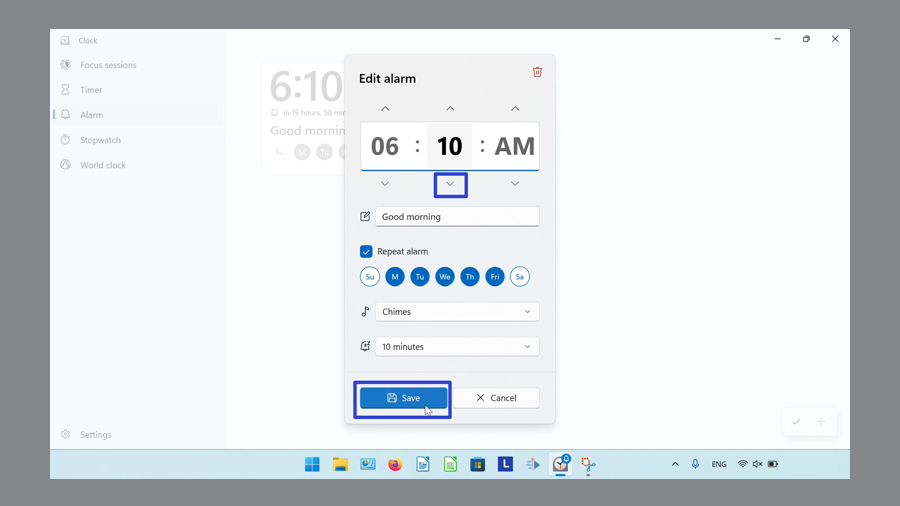 Clock
Focus sessions
Timer
Alarm
Stopwatch
World clock
Settings
6:10
in 19 hours, 50 min
Good mornin
Su M Tu
Edit alarm
06 : 10 : AM
Good morning
Repeat alarm
Su M Tu We Th Fri Sa
Chimes
10 minutes
Save
Cancel
L
ENG